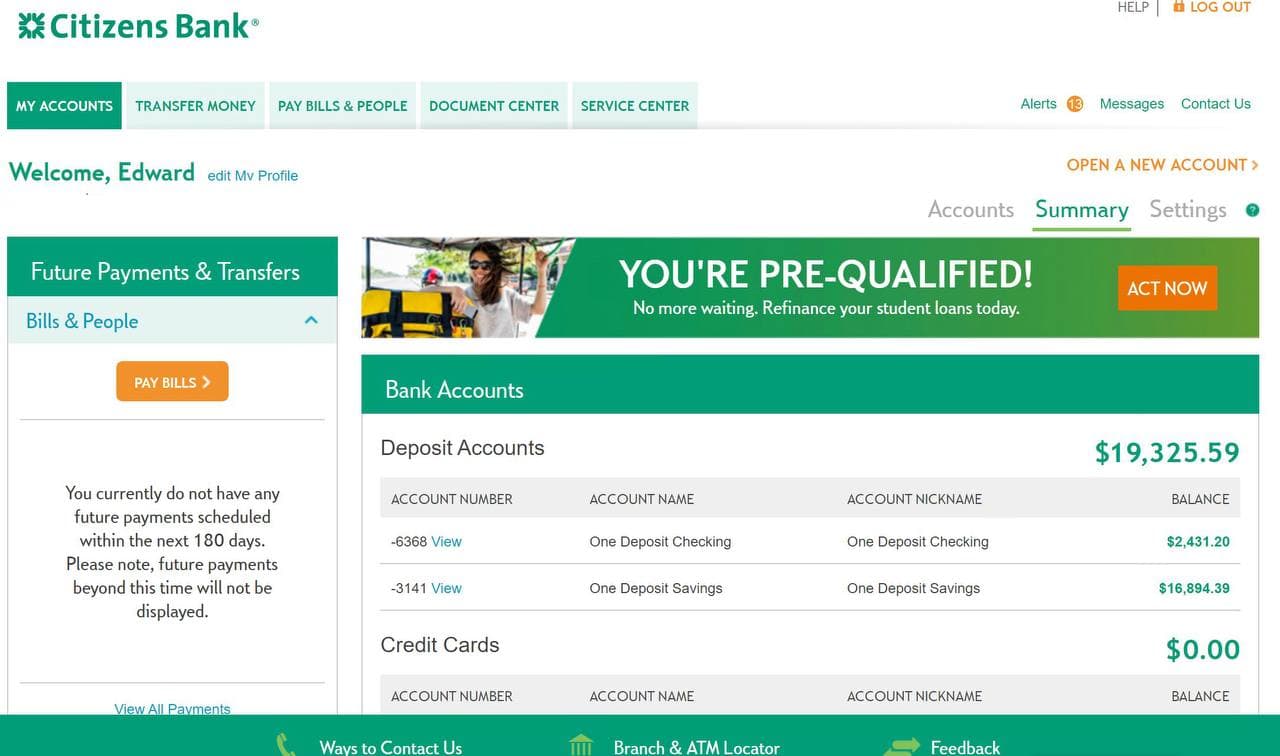 Citizens Bank®
HELP | LOG OUT
MY ACCOUNTS
TRANSFER MONEY
PAY BILLS & PEOPLE
DOCUMENT CENTER
SERVICE CENTER
Alerts 13 Messages Contact Us
Welcome, Edward edit My Profile
OPEN A NEW ACCOUNT >
Accounts Summary Settings ?
Future Payments & Transfers
Bills & People
PAY BILLS >
You currently do not have any
future payments scheduled
within the next 180 days.
Please note, future payments
beyond this time will not be
displayed.
View All Payments
YOU'RE PRE-QUALIFIED!
No more waiting. Refinance your student loans today.
ACT NOW
Bank Accounts
Deposit Accounts $19,325.59
ACCOUNT NUMBER ACCOUNT NAME ACCOUNT NICKNAME BALANCE
-6368 View One Deposit Checking One Deposit Checking $2,431.20
-3141 View One Deposit Savings One Deposit Savings $16,894.39
Credit Cards $0.00
ACCOUNT NUMBER ACCOUNT NAME ACCOUNT NICKNAME BALANCE
Ways to Contact Us Branch & ATM Locator Feedback